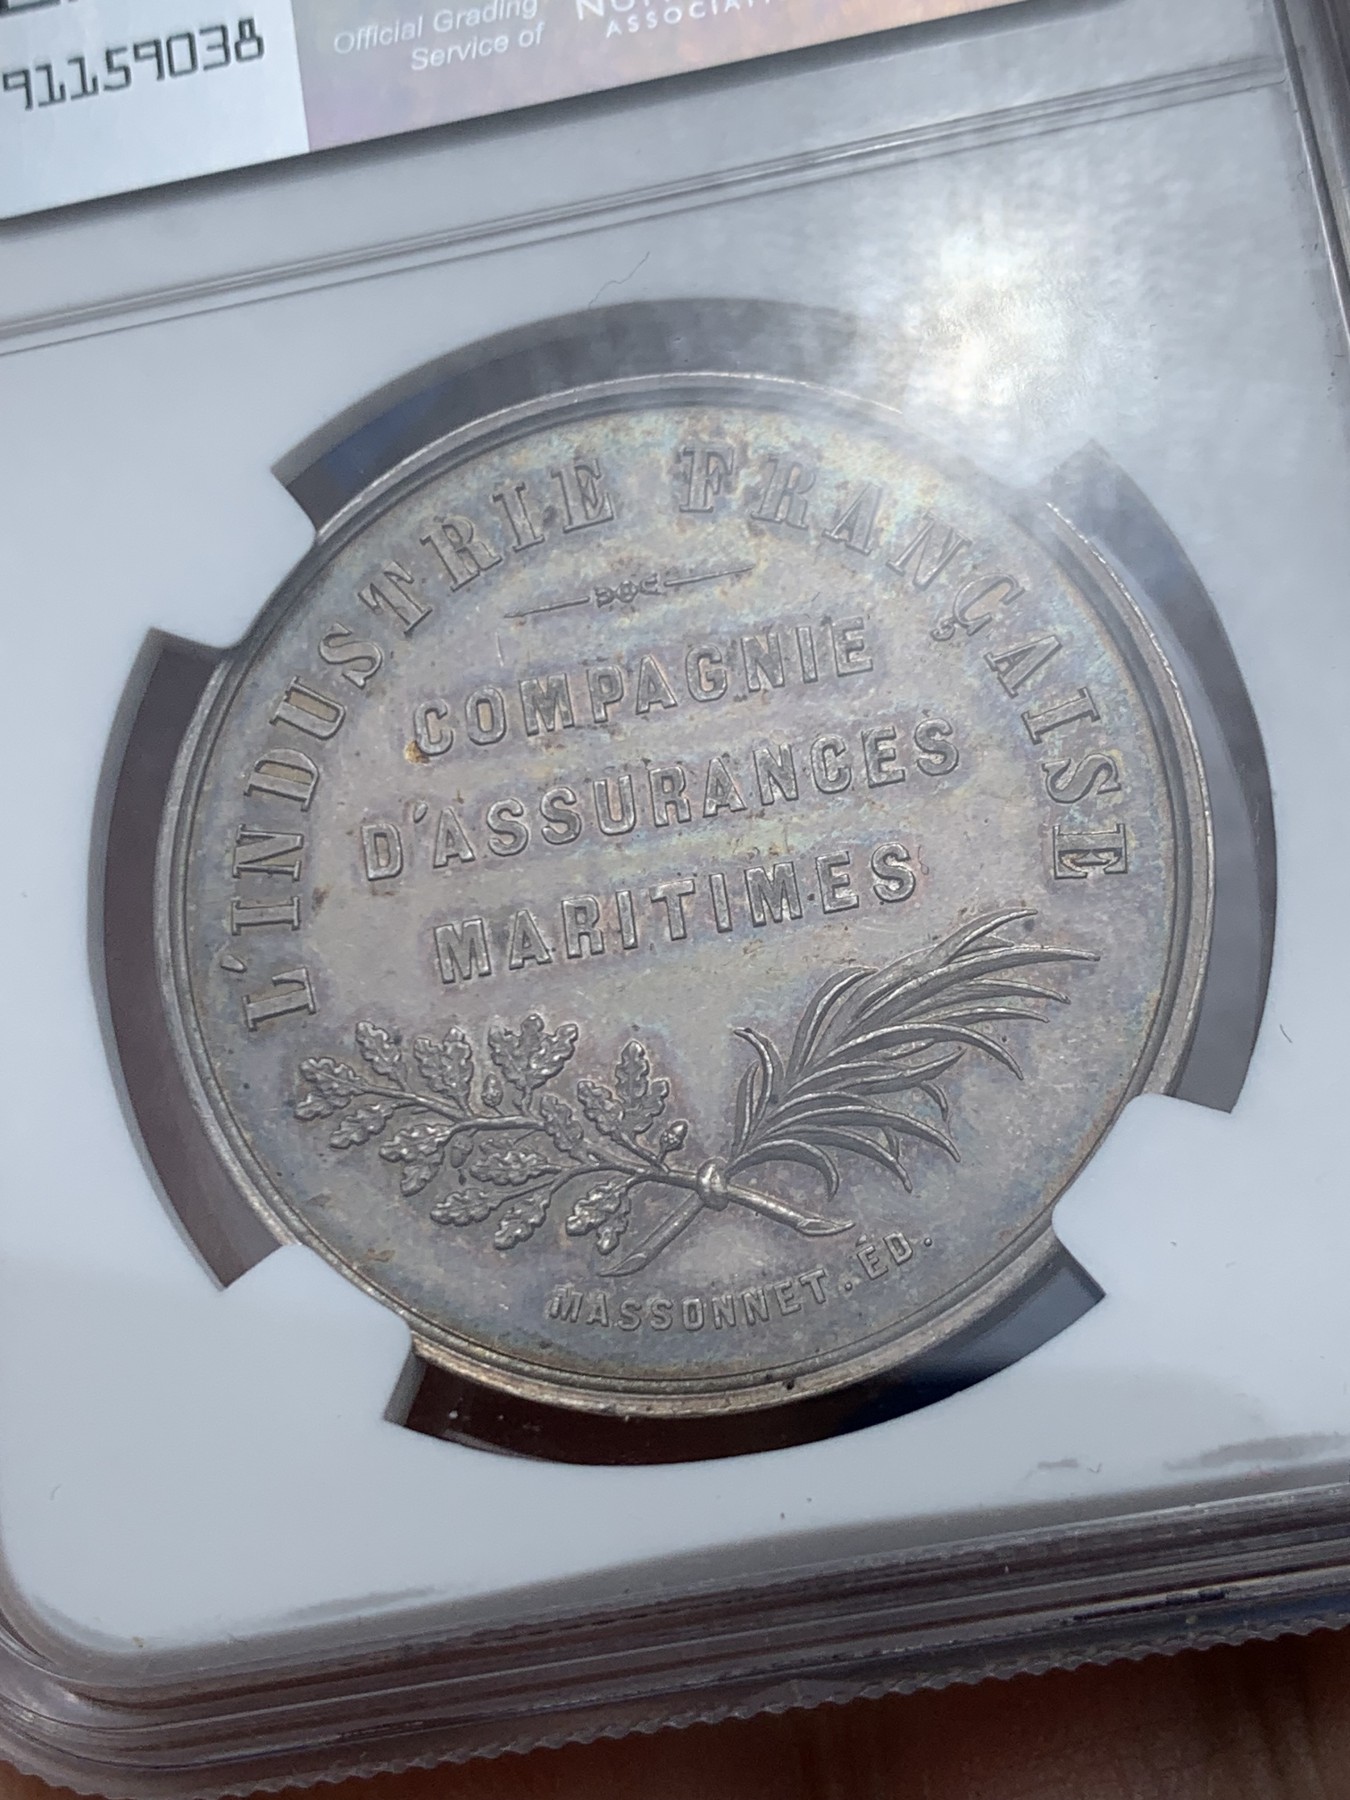 91159038
Official Grading
Service of
L'INDUSTRIE FRANÇAISE
COMPAGNIE
D'ASSURANCES
MARITIMES
MASSONNET. ÉD.